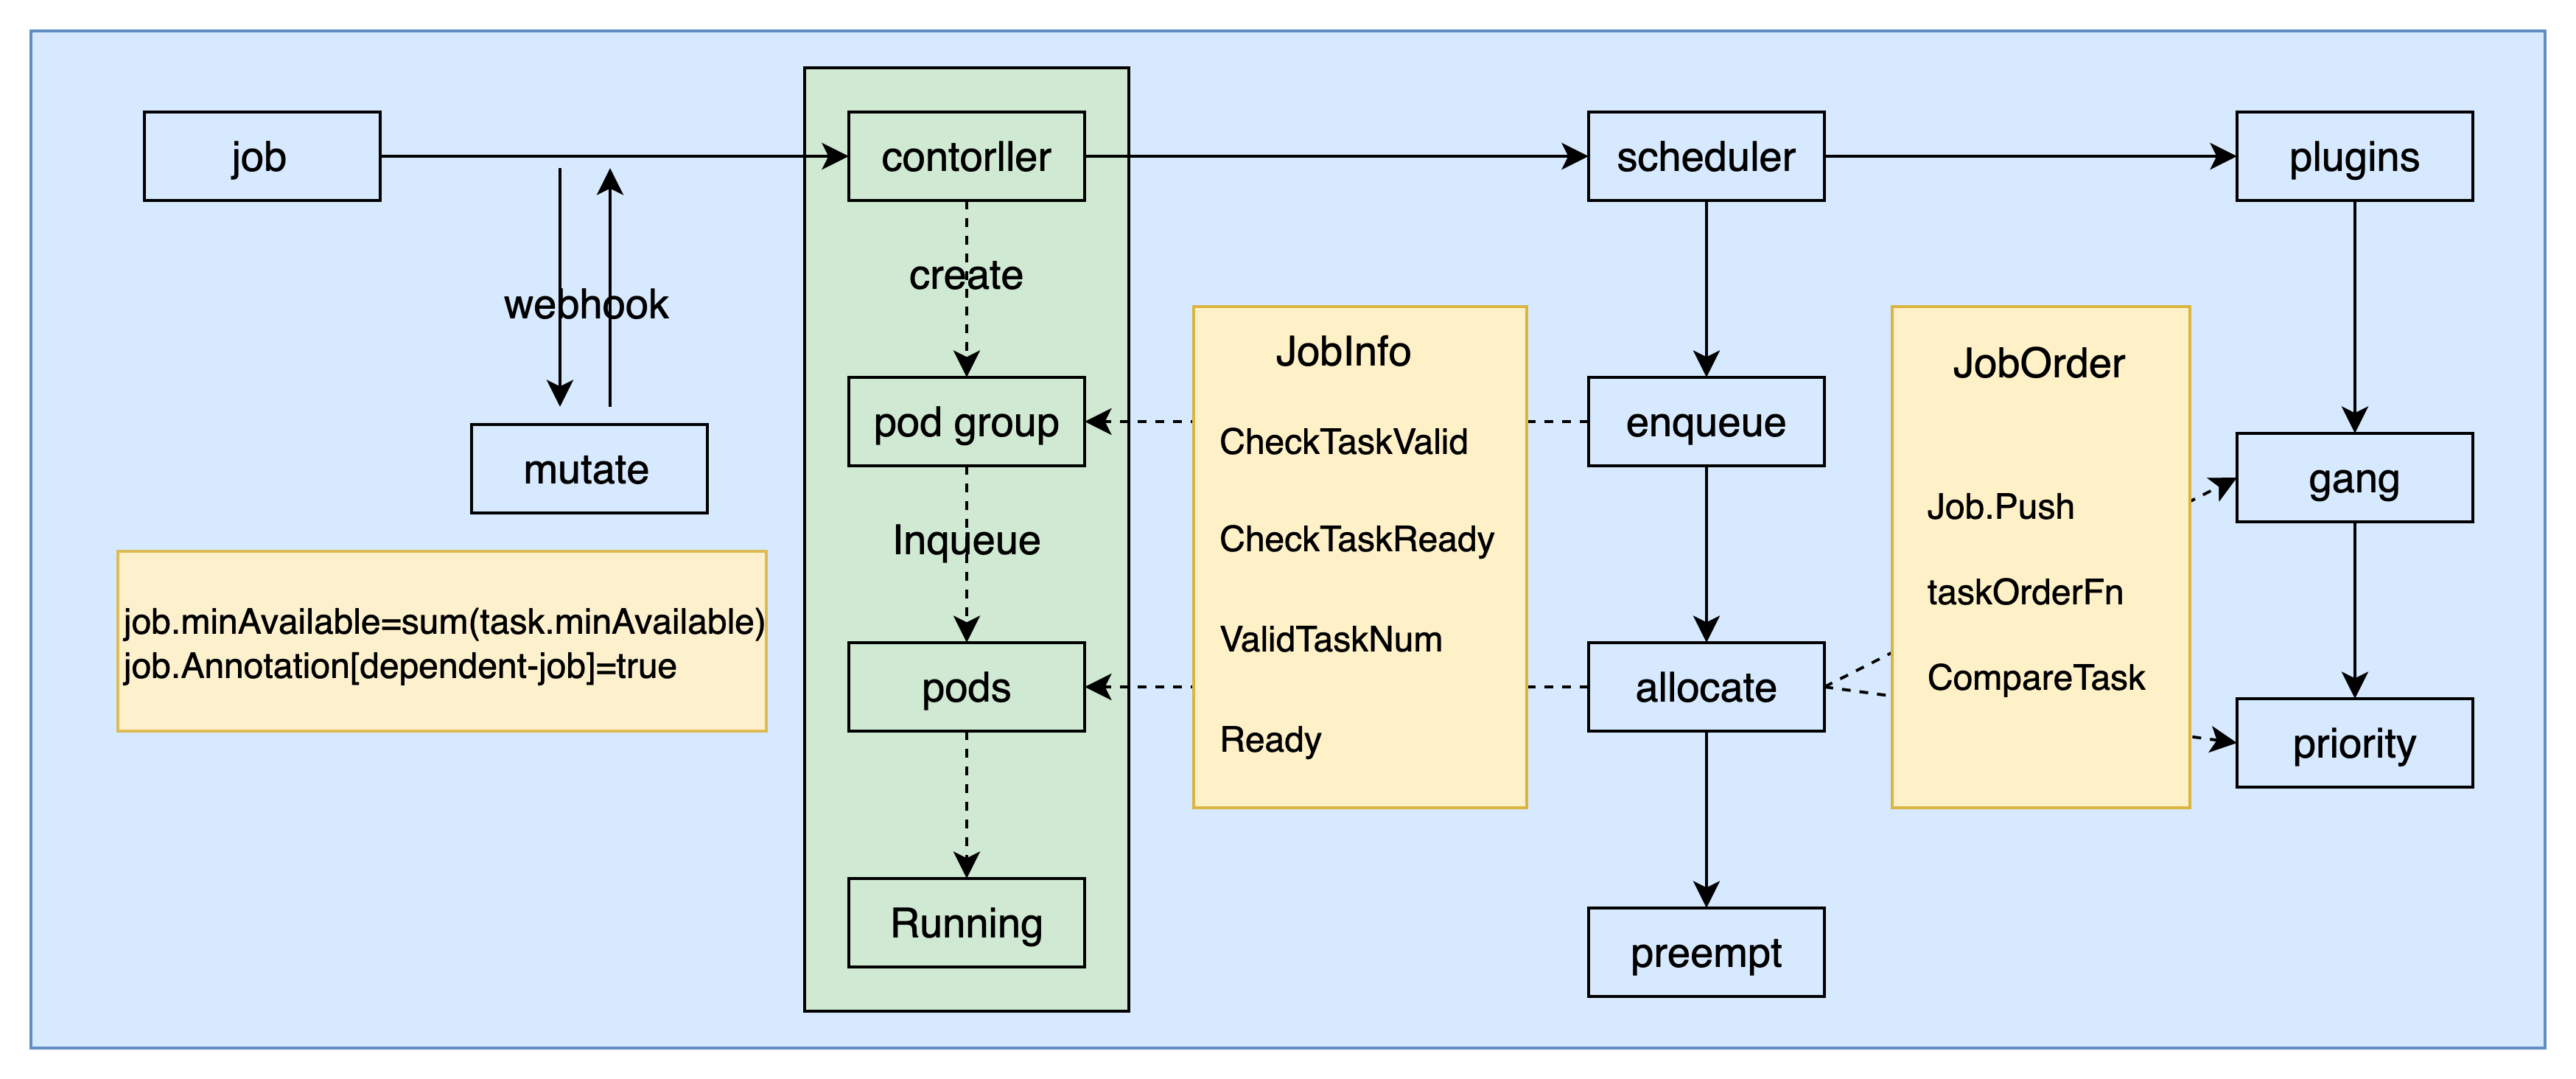 job
contorller
scheduler
plugins
webhook
mutate
job.minAvailable=sum(task.minAvailable)
job.Annotation[dependent-job]=true
create
pod group
Inqueue
pods
Running
JobInfo
CheckTaskValid
CheckTaskReady
ValidTaskNum
Ready
enqueue
allocate
preempt
JobOrder
Job.Push
taskOrderFn
CompareTask
gang
priority